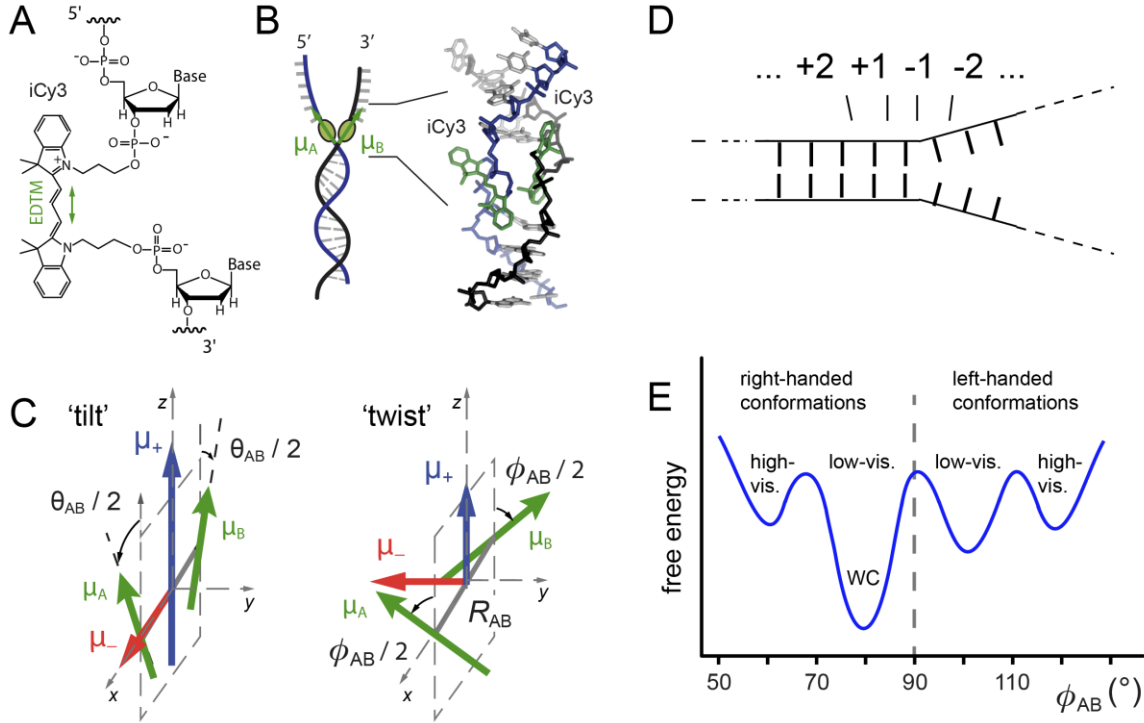 A
5'
O
⁻O
P
O
O
O
Base
H
H
iCy3
O
O
P
O⁻
O
N
+
EDTM
N
O
O
P
O⁻
O
O
Base
H
H
3'
B
5'
3'
μA
μB
iCy3
iCy3
D
... +2 +1 -1 -2 ...
C
'tilt'
z
μ+
θAB / 2
θAB / 2
μB
μA
μ−
y
x
'twist'
z
μ+
ϕAB / 2
μB
μ−
μA
RAB
y
ϕAB / 2
x
E
right-handed
conformations
left-handed
conformations
high-
vis.
low-vis.
low-vis.
high-
vis.
WC
free energy
50 70 90 110
ϕAB (°)